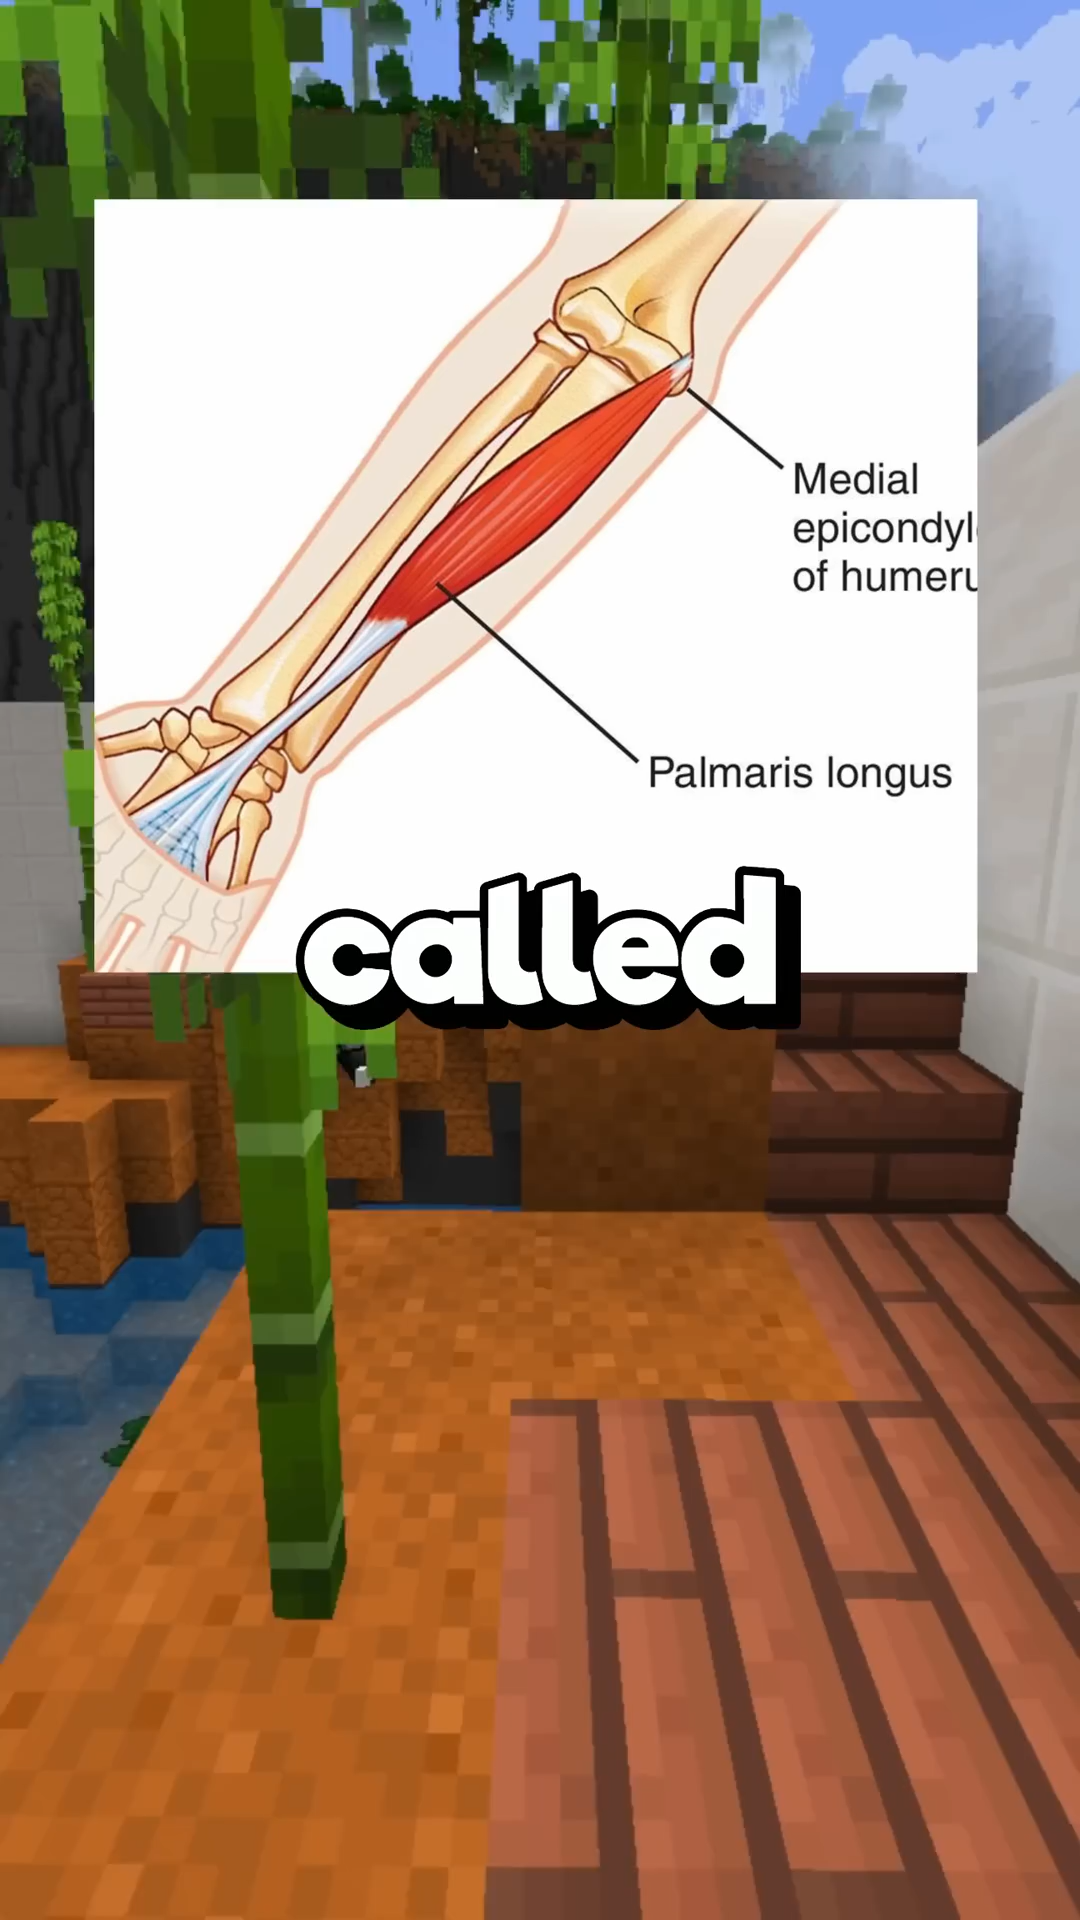 Medial
epicondyl
of humeru
Palmaris longus
called